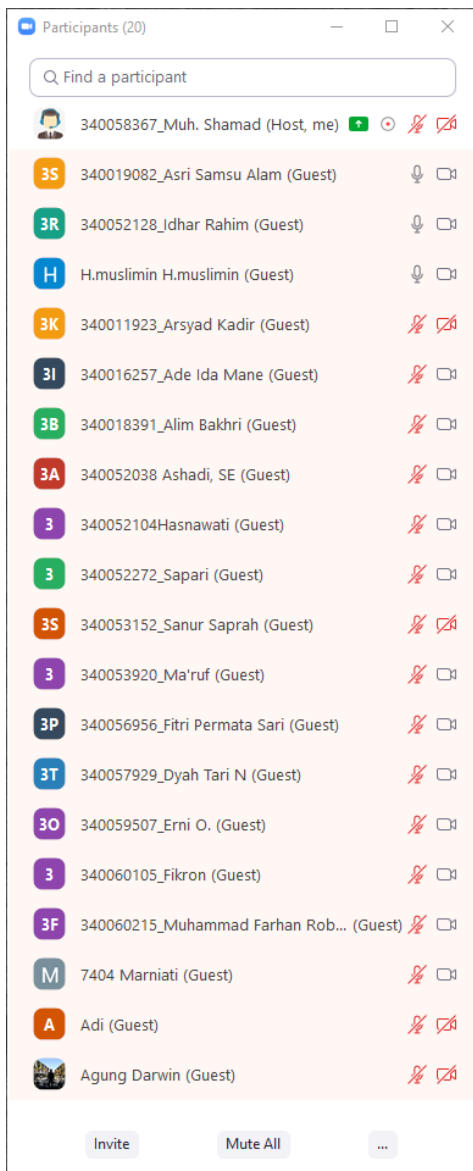 Participants (20)
Find a participant
340058367_Muh. Shamad (Host, me)
3S 340019082_Asri Samsu Alam (Guest)
3R 340052128_Idhar Rahim (Guest)
H H.muslimin H.muslimin (Guest)
3K 340011923_Arsyad Kadir (Guest)
3I 340016257_Ade Ida Mane (Guest)
3B 340018391_Alim Bakhri (Guest)
3A 340052038 Ashadi, SE (Guest)
3 340052104Hasnawati (Guest)
3 340052272_Sapari (Guest)
3S 340053152_Sanur Saprah (Guest)
3 340053920_Ma'ruf (Guest)
3P 340056956_Fitri Permata Sari (Guest)
3T 340057929_Dyah Tari N (Guest)
3O 340059507_Erni O. (Guest)
3 340060105_Fikron (Guest)
3F 340060215_Muhammad Farhan Rob... (Guest)
M 7404 Marniati (Guest)
A Adi (Guest)
Agung Darwin (Guest)
Invite Mute All ...